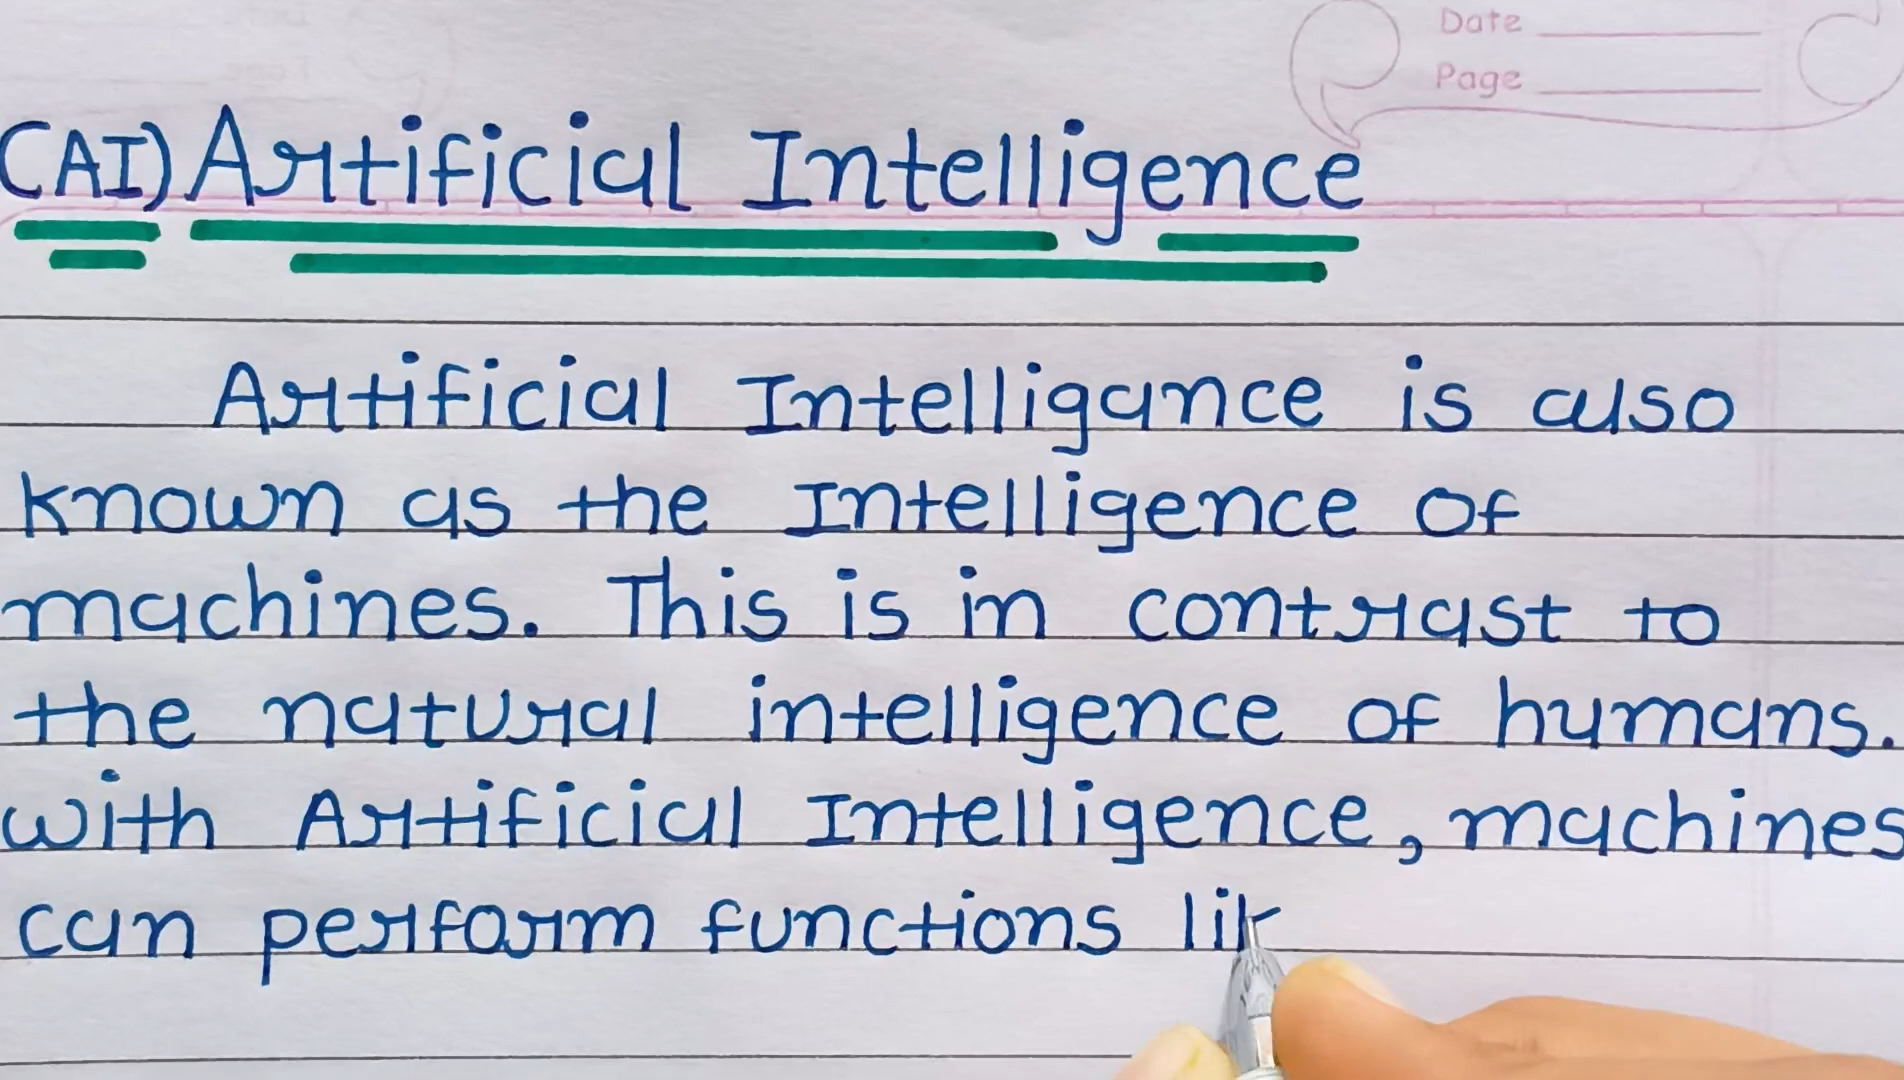 Date
Page
(AI) Artificial Intelligence
Artificial Intelligance is also
known as the Intelligence of
machines. This is in contrast to
the natural intelligence of humans.
with Artificial Intelligence, machines
can perform functions lik